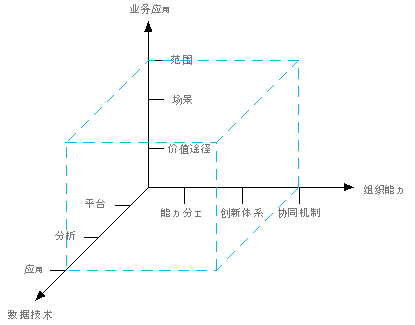 业务应用
范围
场景
价值途径
组织能力
平台
能力分工
创新体系
协同机制
分析
应用
数据技术